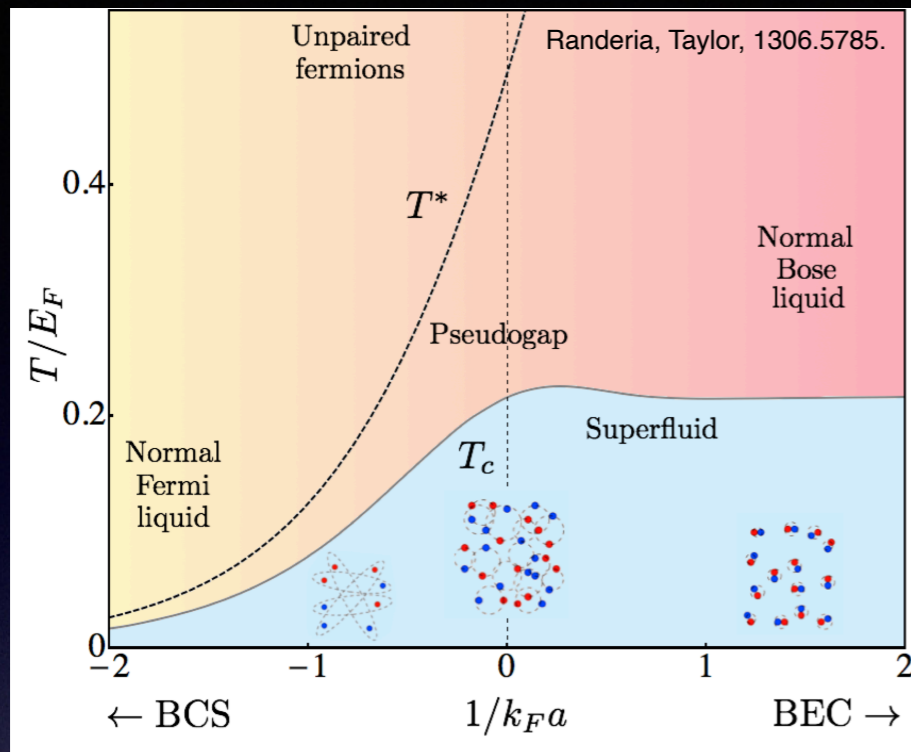 Unpaired
fermions
Randeria, Taylor, 1306.5785.
0.4
T*
Normal
Bose
liquid
T/E_F
Pseudogap
0.2
Superfluid
T_c
Normal
Fermi
liquid
0
−2 −1 0 1 2
← BCS 1/k_F a BEC →